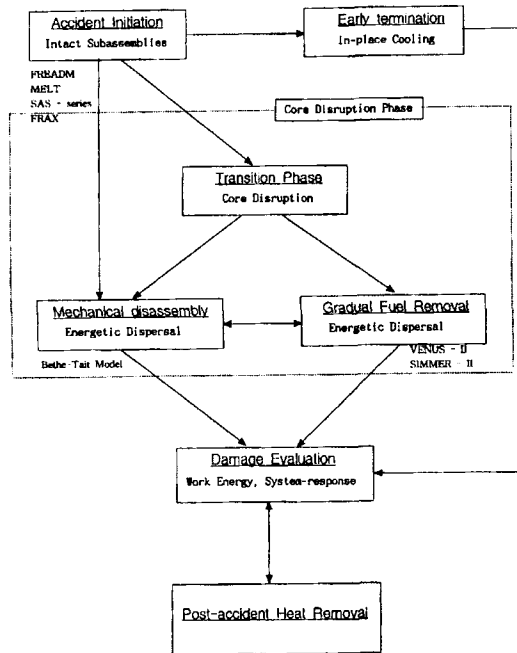 Accident Initiation
Intact Subassemblies
Early termination
In-place Cooling
FREADM
MELT
SAS - series
FRAX
Core Disruption Phase
Transition Phase
Core Disruption
Mechanical disassembly
Energetic Dispersal
Gradual Fuel Removal
Energetic Dispersal
Bethe-Tait Model
VENUS - II
SIMMER - II
Damage Evaluation
Work Energy, System-response
Post-accident Heat Removal